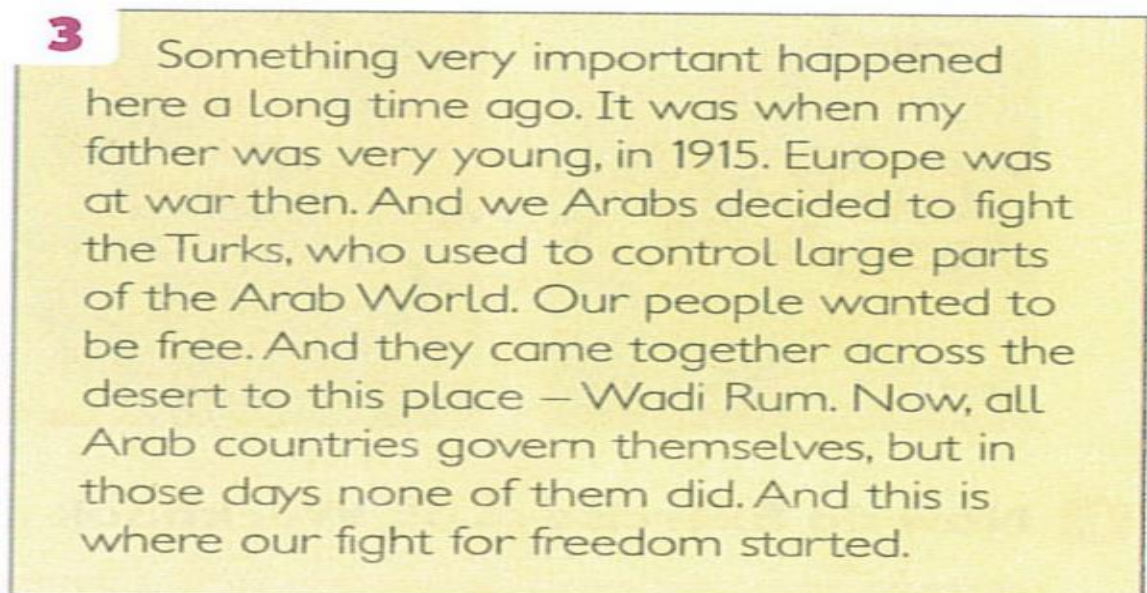 3
Something very important happened
here a long time ago. It was when my
father was very young, in 1915. Europe was
at war then. And we Arabs decided to fight
the Turks, who used to control large parts
of the Arab World. Our people wanted to
be free. And they came together across the
desert to this place – Wadi Rum. Now, all
Arab countries govern themselves, but in
those days none of them did. And this is
where our fight for freedom started.